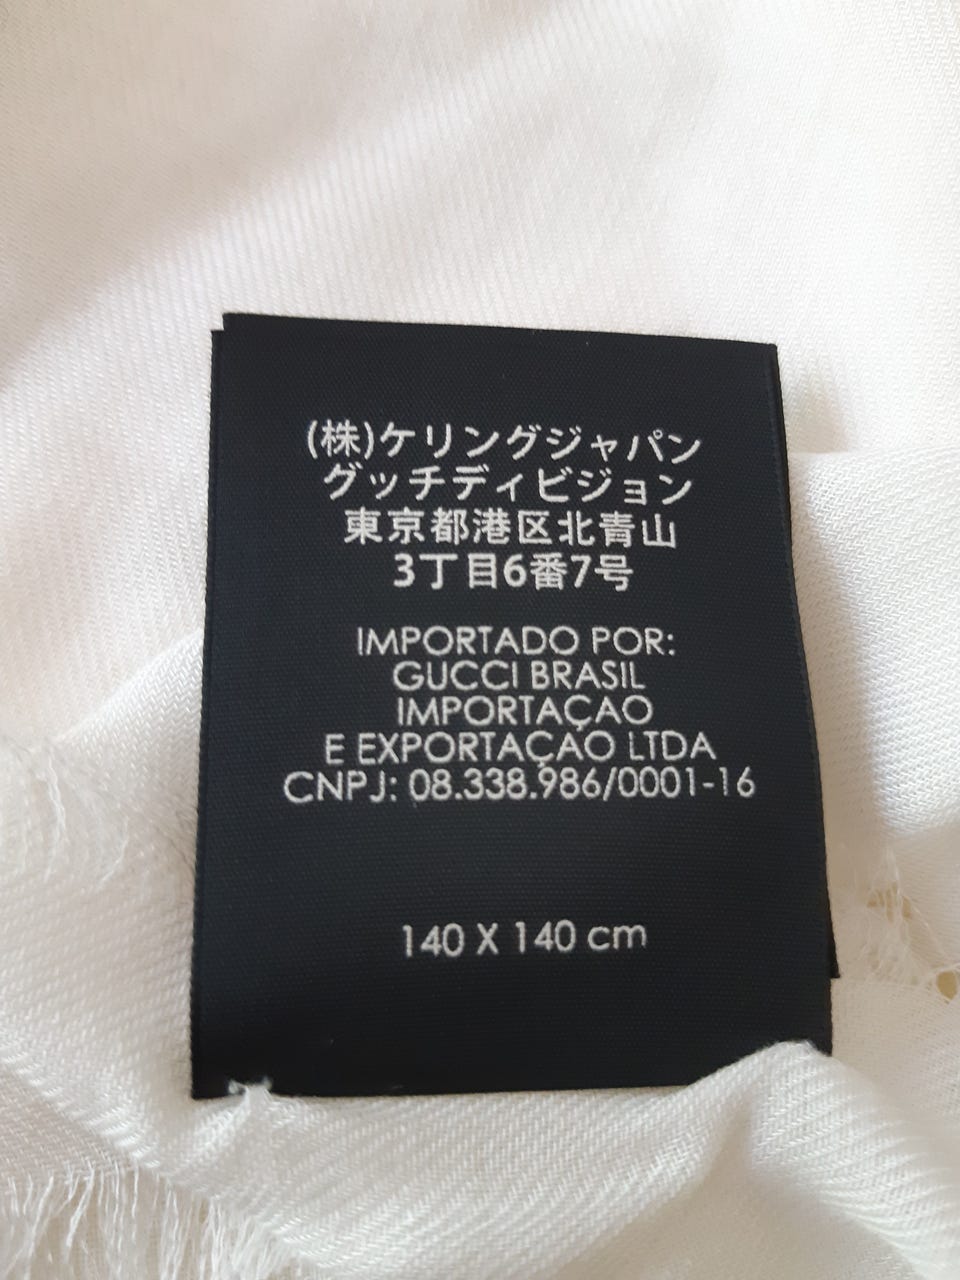 (株)ケリングジャパン
グッチディビジョン
東京都港区北青山
3丁目6番7号
IMPORTADO POR:
GUCCI BRASIL
IMPORTAÇAO
E EXPORTAÇAO LTDA
CNPJ: 08.338.986/0001-16
140 X 140 cm